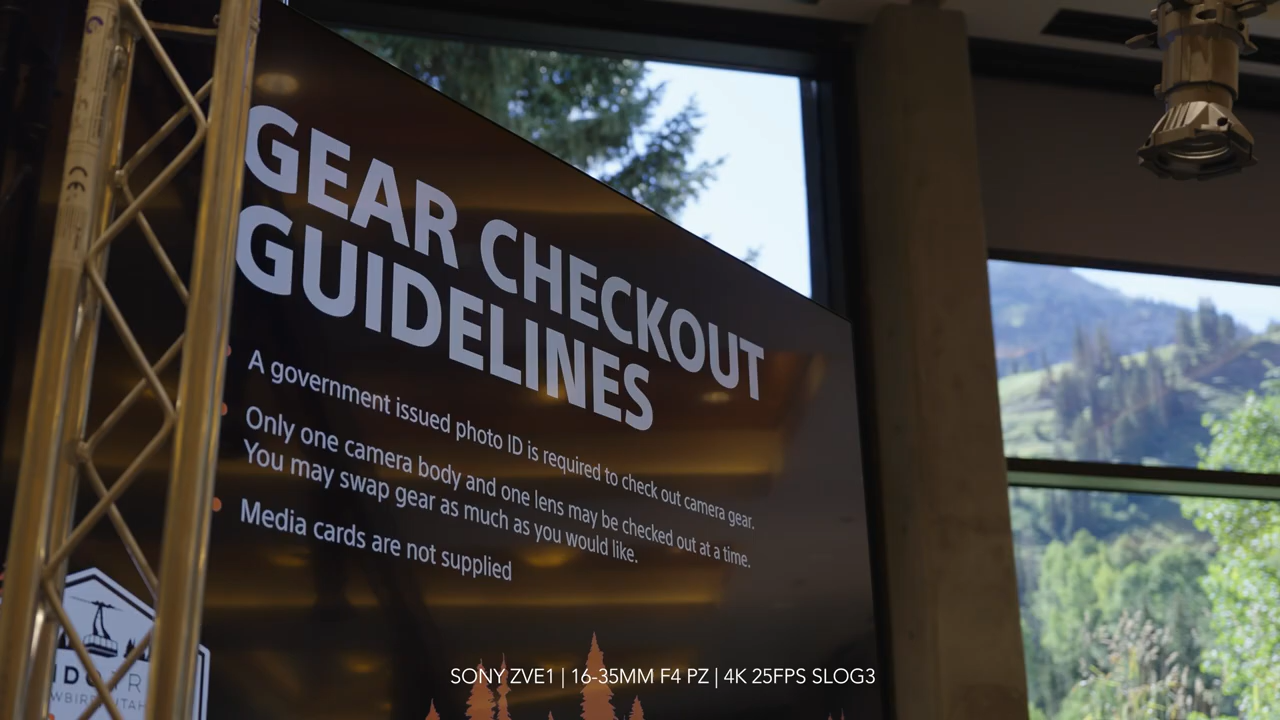 GEAR CHECKOUT
GUIDELINES
A government issued photo ID is required to check out camera gear.
Only one camera body and one lens may be checked out at a time.
You may swap gear as much as you would like.
Media cards are not supplied
SONY ZVE1 | 16-35MM F4 PZ | 4K 25FPS SLOG3